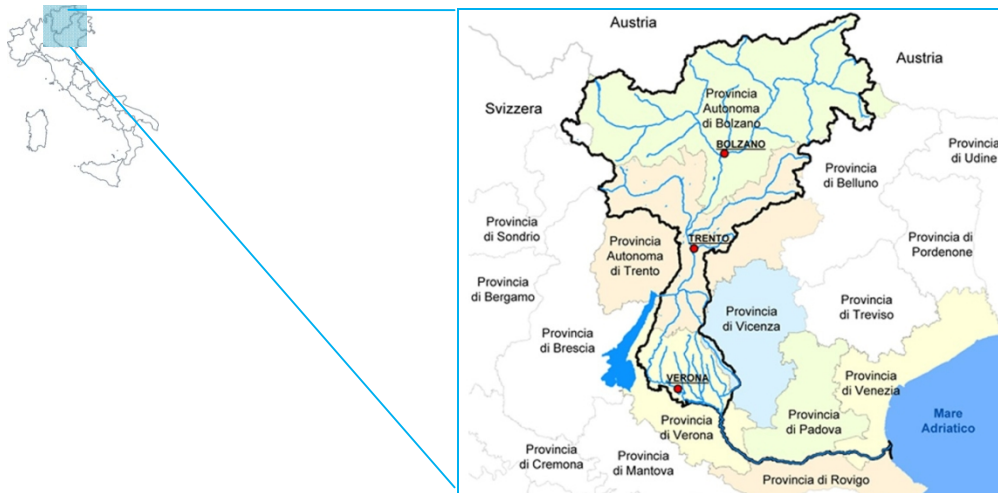 Austria
Austria
Svizzera
Provincia
Autonoma
di Bolzano
BOLZANO
Provincia
di Udine
Provincia
di Belluno
Provincia
di Sondrio
TRENTO
Provincia
Autonoma
di Trento
Provincia di
Pordenone
Provincia
di Bergamo
Provincia
di Treviso
Provincia
di Vicenza
Provincia
di Brescia
VERONA
Provincia
di Venezia
Provincia
di Verona
Provincia
di Padova
Mare
Adriatico
Provincia
di Cremona
Provincia
di Mantova
Provincia di Rovigo